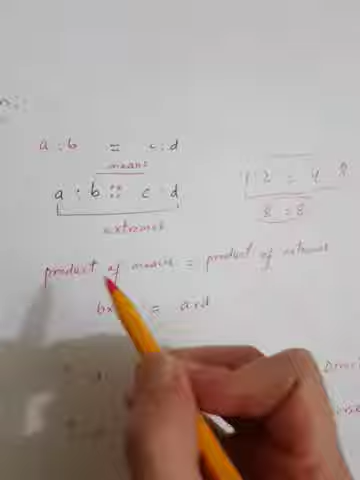 a : b = c : d
means
a : b :: c : d
extremes
1 : 2 = 4 : 8
8 = 8
product of means = product of extremes
= a x d